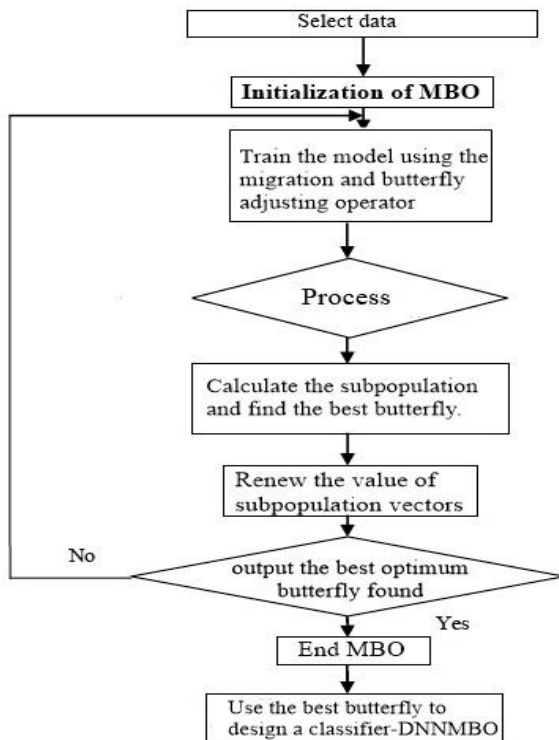 Select data
Initialization of MBO
Train the model using the
migration and butterfly
adjusting operator
Process
Calculate the subpopulation
and find the best butterfly.
Renew the value of
subpopulation vectors
No
output the best optimum
butterfly found
Yes
End MBO
Use the best butterfly to
design a classifier-DNNMBO